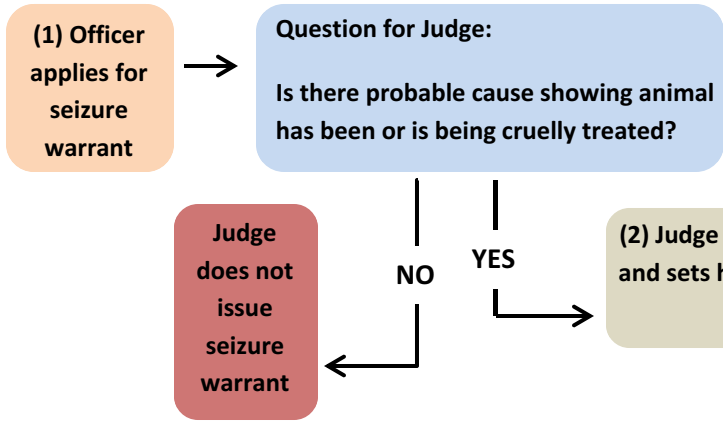 (1) Officer
applies for
seizure
warrant
Question for Judge:
Is there probable cause showing animal
has been or is being cruelly treated?
NO
YES
Judge
does not
issue
seizure
warrant
(2) Judge
and sets